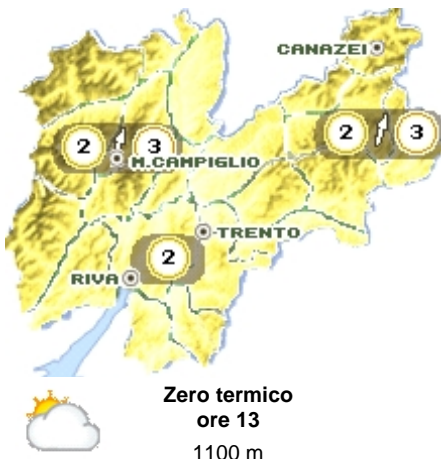 CANAZEI
2 3
2 3
M.CAMPIGLIO
TRENTO
2
RIVA
Zero termico
ore 13
1100 m